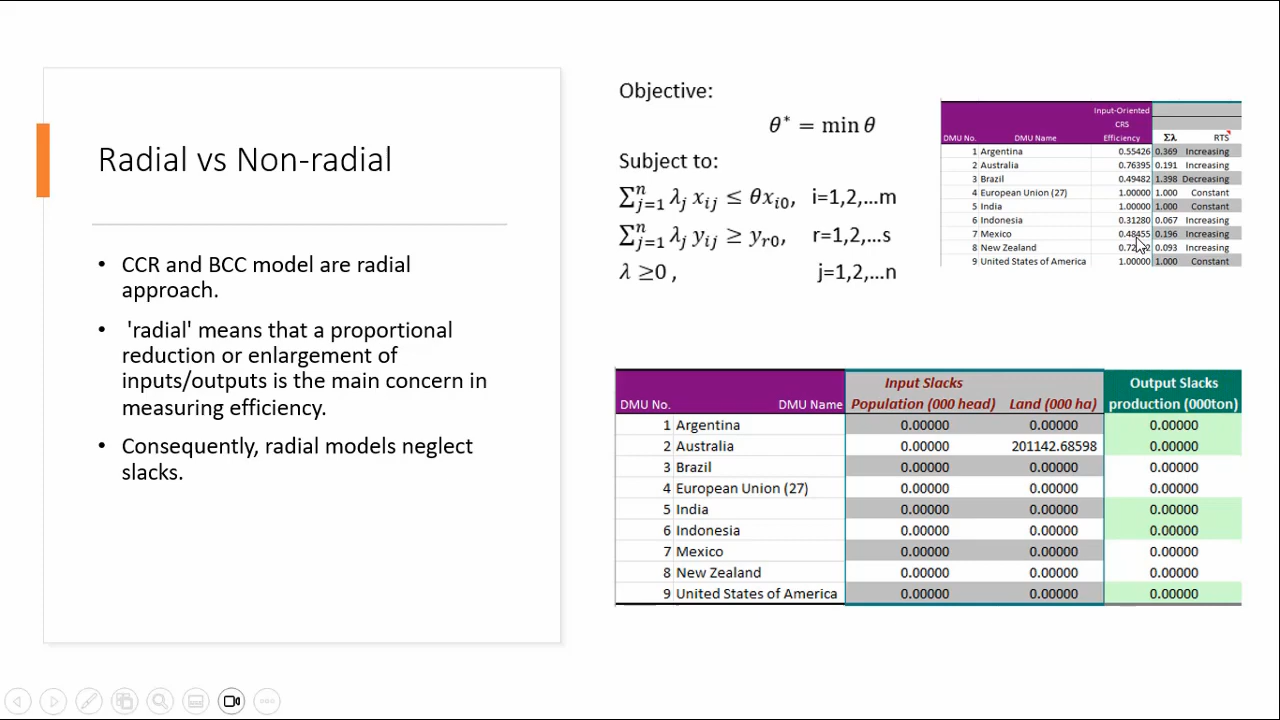 Radial vs Non-radial
• CCR and BCC model are radial
approach.
• 'radial' means that a proportional
reduction or enlargement of
inputs/outputs is the main concern in
measuring efficiency.
• Consequently, radial models neglect
slacks.
Objective:
θ* = min θ
Subject to:
∑ⁿⱼ₌₁ λⱼ xᵢⱼ ≤ θxᵢ₀, i=1,2,...m
∑ⁿⱼ₌₁ λⱼ yᵢⱼ ≥ yᵣ₀, r=1,2,...s
λ ≥0 , j=1,2,...n
Input-Oriented
CRS
DMU No. DMU Name Efficiency Σλ RTS
1 Argentina 0.55426 0.369 Increasing
2 Australia 0.76395 0.191 Increasing
3 Brazil 0.49482 1.398 Decreasing
4 European Union (27) 1.00000 1.000 Constant
5 India 1.00000 1.000 Constant
6 Indonesia 0.31280 0.067 Increasing
7 Mexico 0.48455 0.196 Increasing
8 New Zealand 0.093 Increasing
9 United States of America 1.00000 1.000 Constant
Input Slacks Output Slacks
DMU No. DMU Name Population (000 head) Land (000 ha) production (000ton)
1 Argentina 0.00000 0.00000 0.00000
2 Australia 0.00000 201142.68598 0.00000
3 Brazil 0.00000 0.00000 0.00000
4 European Union (27) 0.00000 0.00000 0.00000
5 India 0.00000 0.00000 0.00000
6 Indonesia 0.00000 0.00000 0.00000
7 Mexico 0.00000 0.00000 0.00000
8 New Zealand 0.00000 0.00000 0.00000
9 United States of America 0.00000 0.00000 0.00000